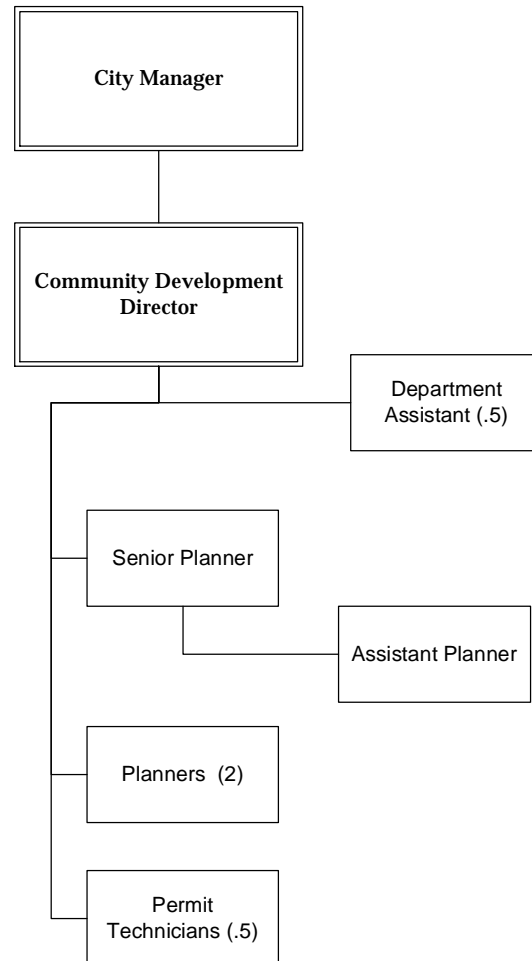 City Manager
Community Development
Director
Department
Assistant (.5)
Senior Planner
Assistant Planner
Planners  (2)
Permit
Technicians (.5)